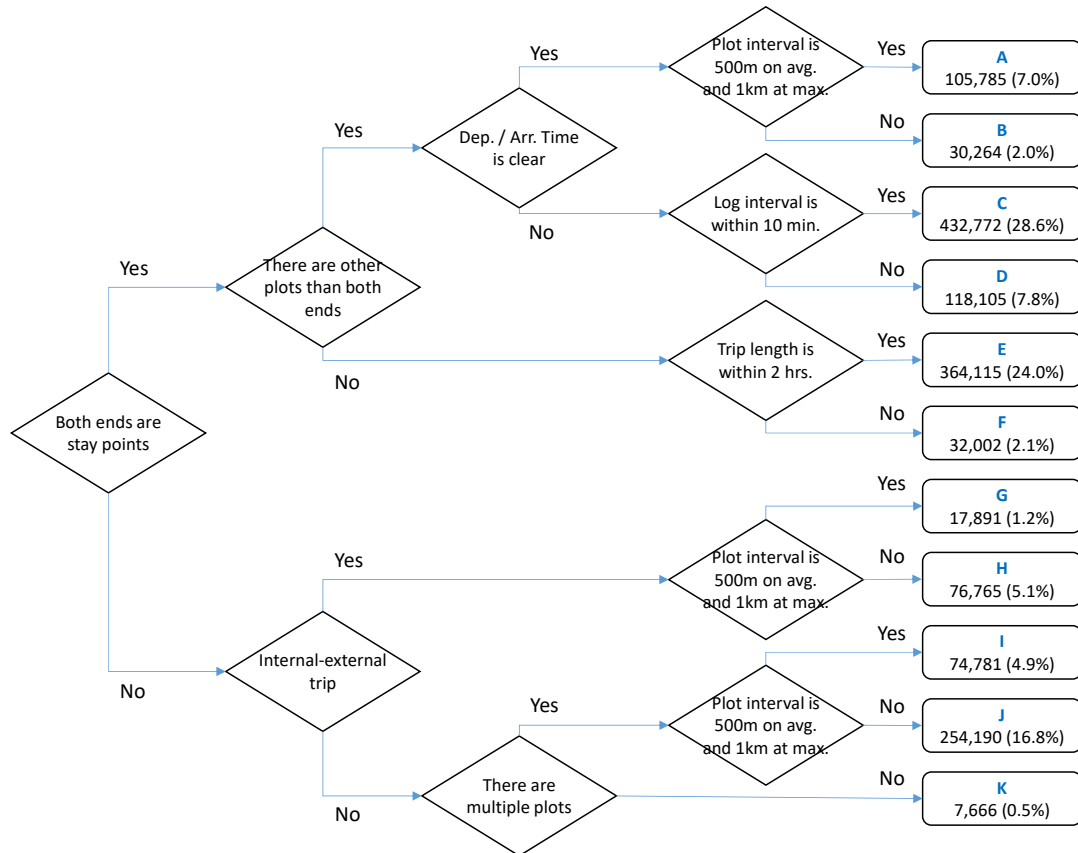 Yes
Plot interval is
500m on avg.
and 1km at max.
Yes
A
105,785 (7.0%)
No
B
30,264 (2.0%)
Yes
Dep. / Arr. Time
is clear
No
Log interval is
within 10 min.
Yes
C
432,772 (28.6%)
No
D
118,105 (7.8%)
Yes
There are other
plots than both
ends
No
Trip length is
within 2 hrs.
Yes
E
364,115 (24.0%)
No
F
32,002 (2.1%)
Both ends are
stay points
No
Yes
Plot interval is
500m on avg.
and 1km at max.
Yes
G
17,891 (1.2%)
No
H
76,765 (5.1%)
Internal-external
trip
No
Yes
Plot interval is
500m on avg.
and 1km at max.
Yes
I
74,781 (4.9%)
No
J
254,190 (16.8%)
There are
multiple plots
No
K
7,666 (0.5%)